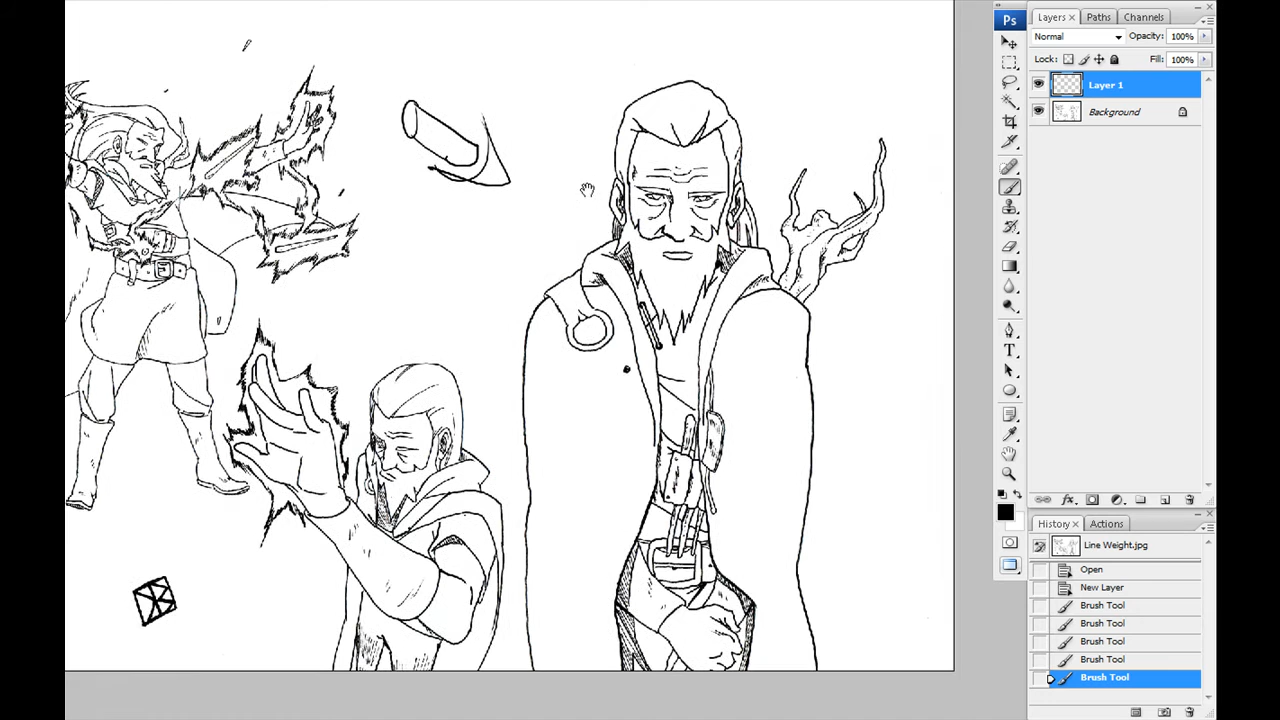 Ps
Layers × Paths Channels
Normal Opacity: 100%
Lock: Fill: 100%
Layer 1
Background
T
fx
History × Actions
Line Weight.jpg
Open
New Layer
Brush Tool
Brush Tool
Brush Tool
Brush Tool
Brush Tool